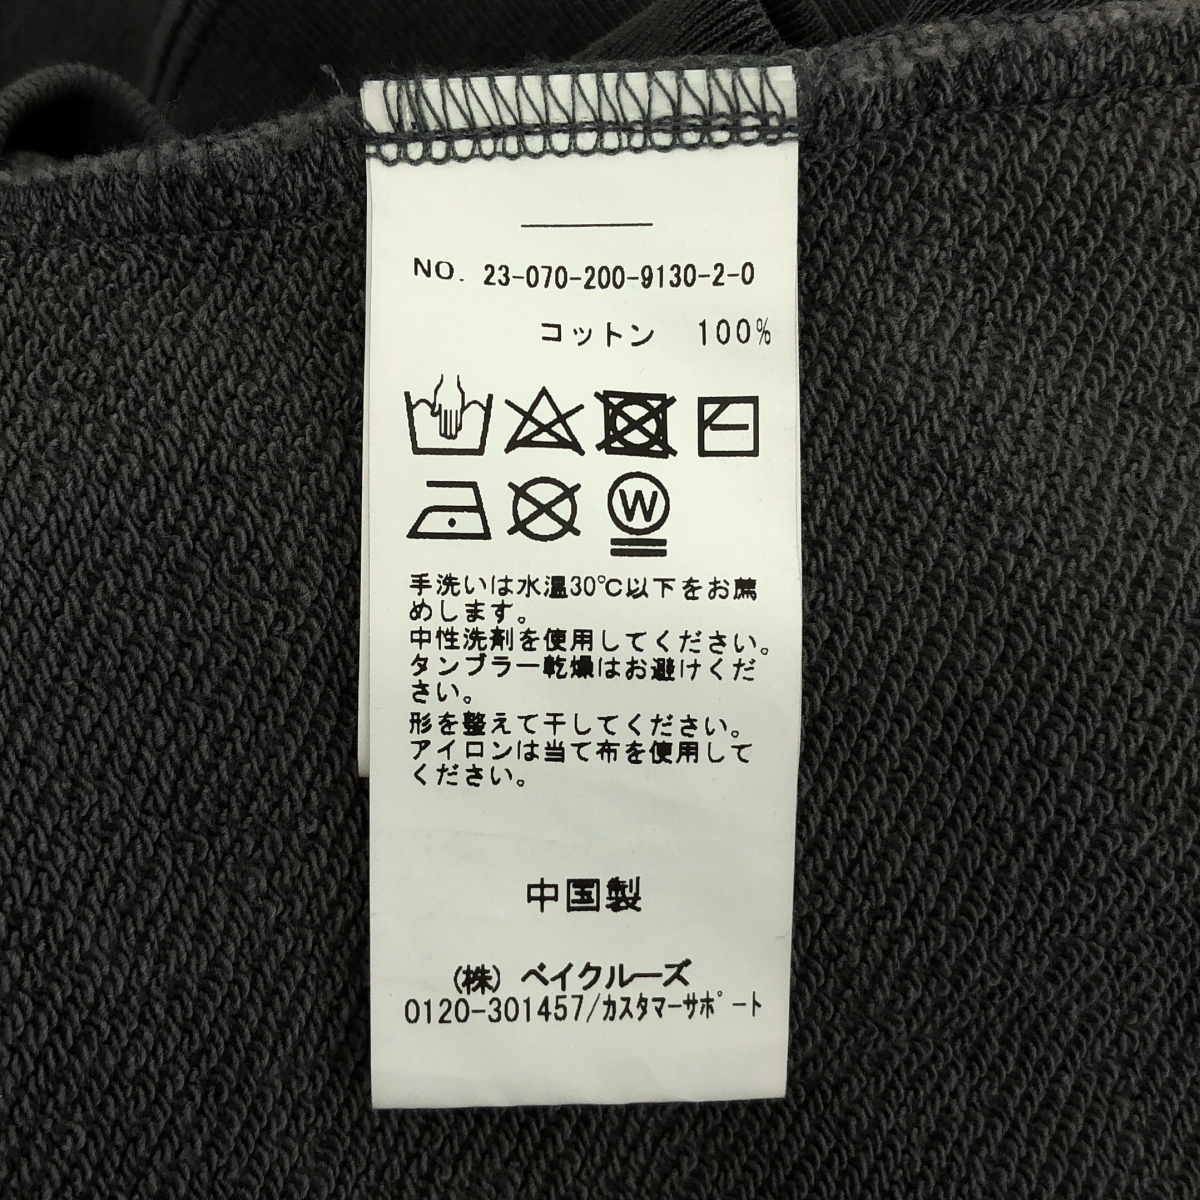 NO. 23-070-200-9130-2-0
コットン 100%
W
手洗いは水温30℃以下をお薦
めします。
中性洗剤を使用してください。
タンブラー乾燥はお避けくだ
さい。
形を整えて干してください。
アイロンは当て布を使用して
ください。
中国製
(株) ベイクルーズ
0120-301457/カスタマーサポート